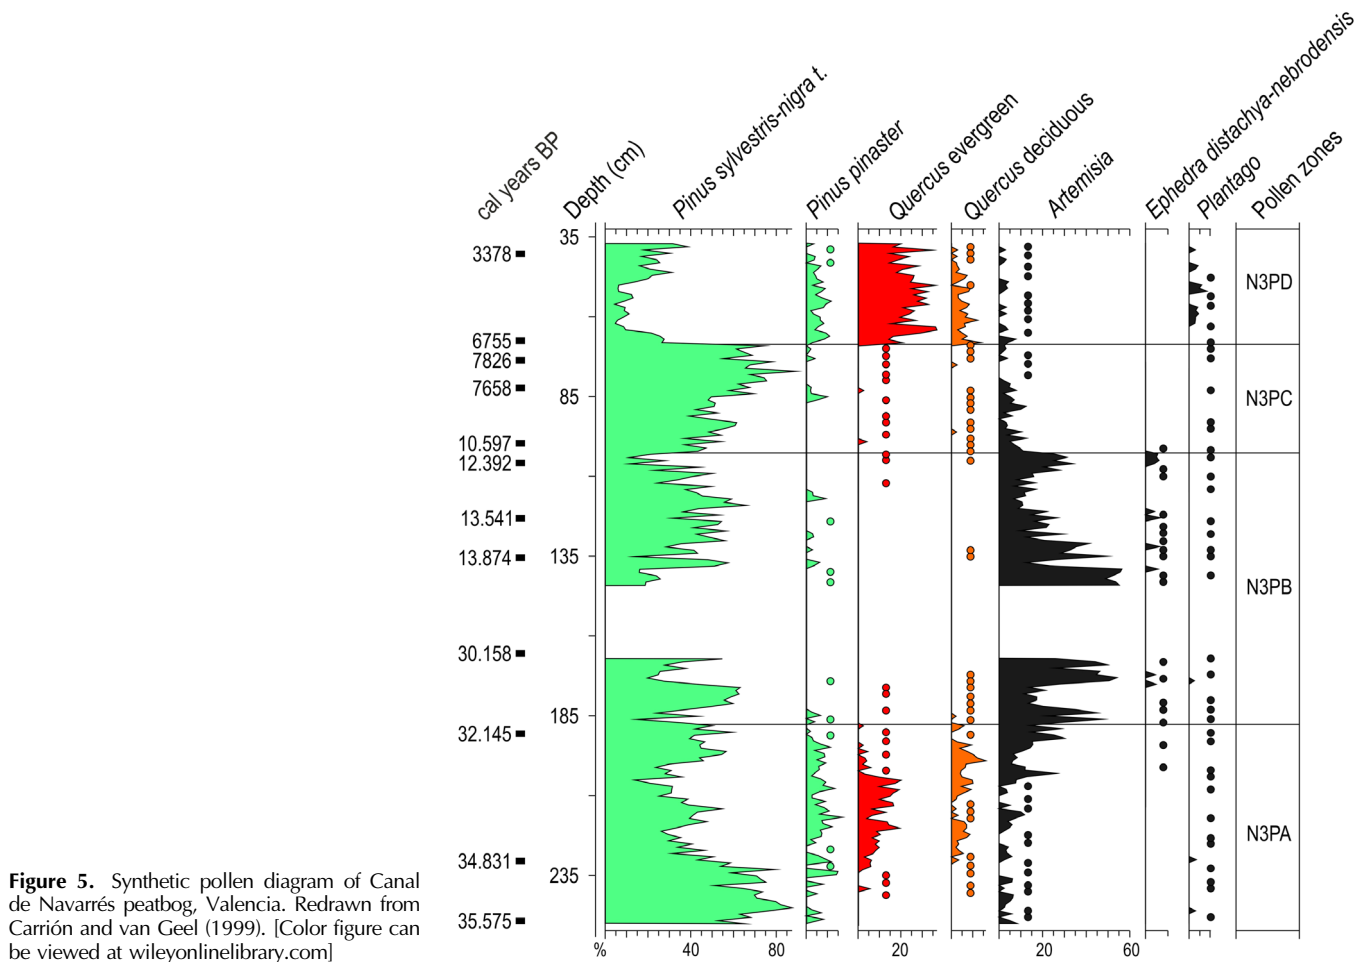 cal years BP
Depth (cm)
Pinus sylvestris-nigra t.
Pinus pinaster
Quercus evergreen
Quercus deciduous
Artemisia
Ephedra distachya-nebrodensis
Plantago
Pollen zones
35
3378
N3PD
6755
7826
7658
85
N3PC
10.597
12.392
13.541
13.874
135
N3PB
30.158
185
32.145
N3PA
34.831
235
35.575
% 40 80 20 20 60
Figure 5. Synthetic pollen diagram of Canal
de Navarrés peatbog, Valencia. Redrawn from
Carrión and van Geel (1999). [Color figure can
be viewed at wileyonlinelibrary.com]